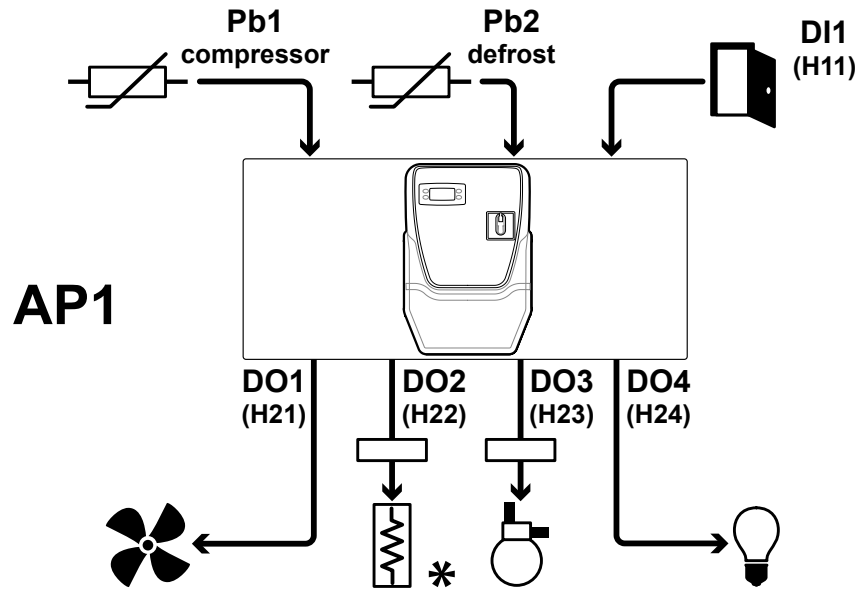 Pb1
compressor
Pb2
defrost
DI1
(H11)
AP1
DO1
(H21)
DO2
(H22)
DO3
(H23)
DO4
(H24)
*